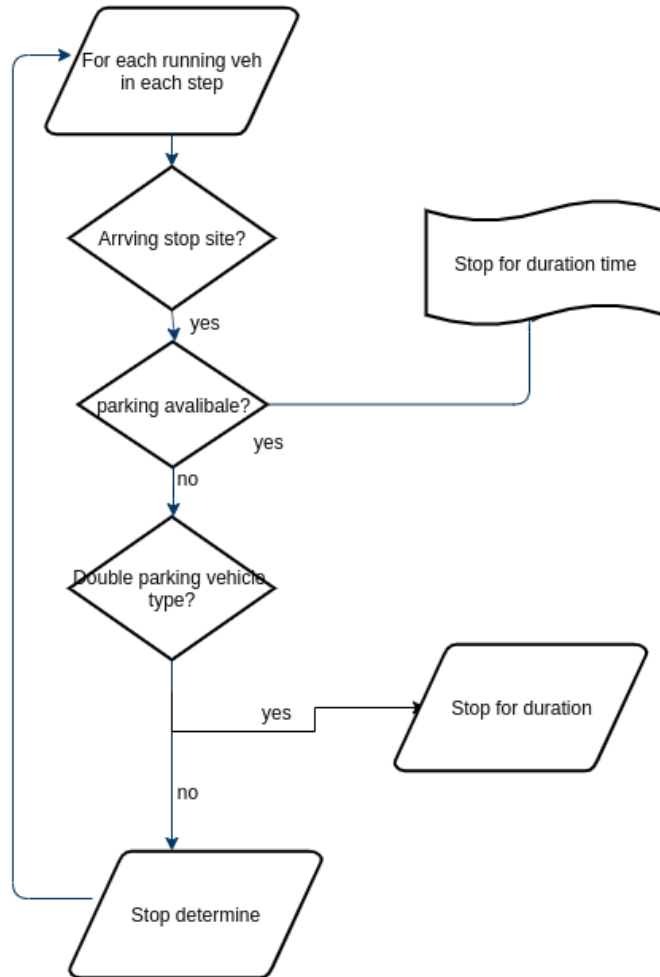 For each running veh
in each step
Arrving stop site?
Stop for duration time
yes
parking avalibale?
yes
no
Double parking vehicle
type?
yes
Stop for duration
no
Stop determine